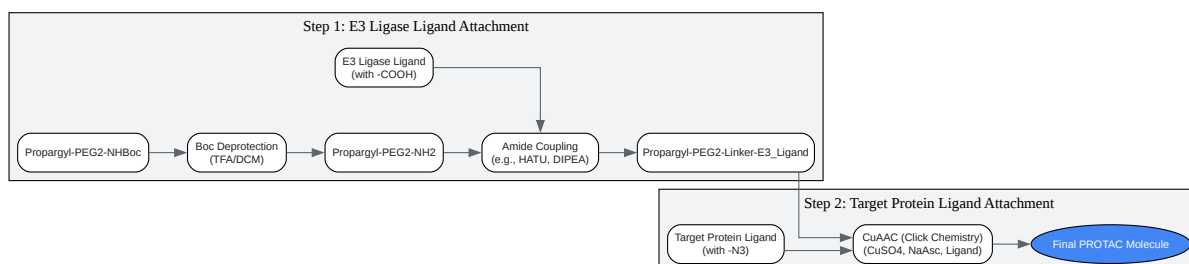 Step 1: E3 Ligase Ligand Attachment
E3 Ligase Ligand
(with -COOH)
Propargyl-PEG2-NHBoc
Boc Deprotection
(TFA/DCM)
Propargyl-PEG2-NH2
Amide Coupling
(e.g., HATU, DIPEA)
Propargyl-PEG2-Linker-E3_Ligand
Step 2: Target Protein Ligand Attachment
Target Protein Ligand
(with -N3)
CuAAC (Click Chemistry)
(CuSO4, NaAsc, Ligand)
Final PROTAC Molecule